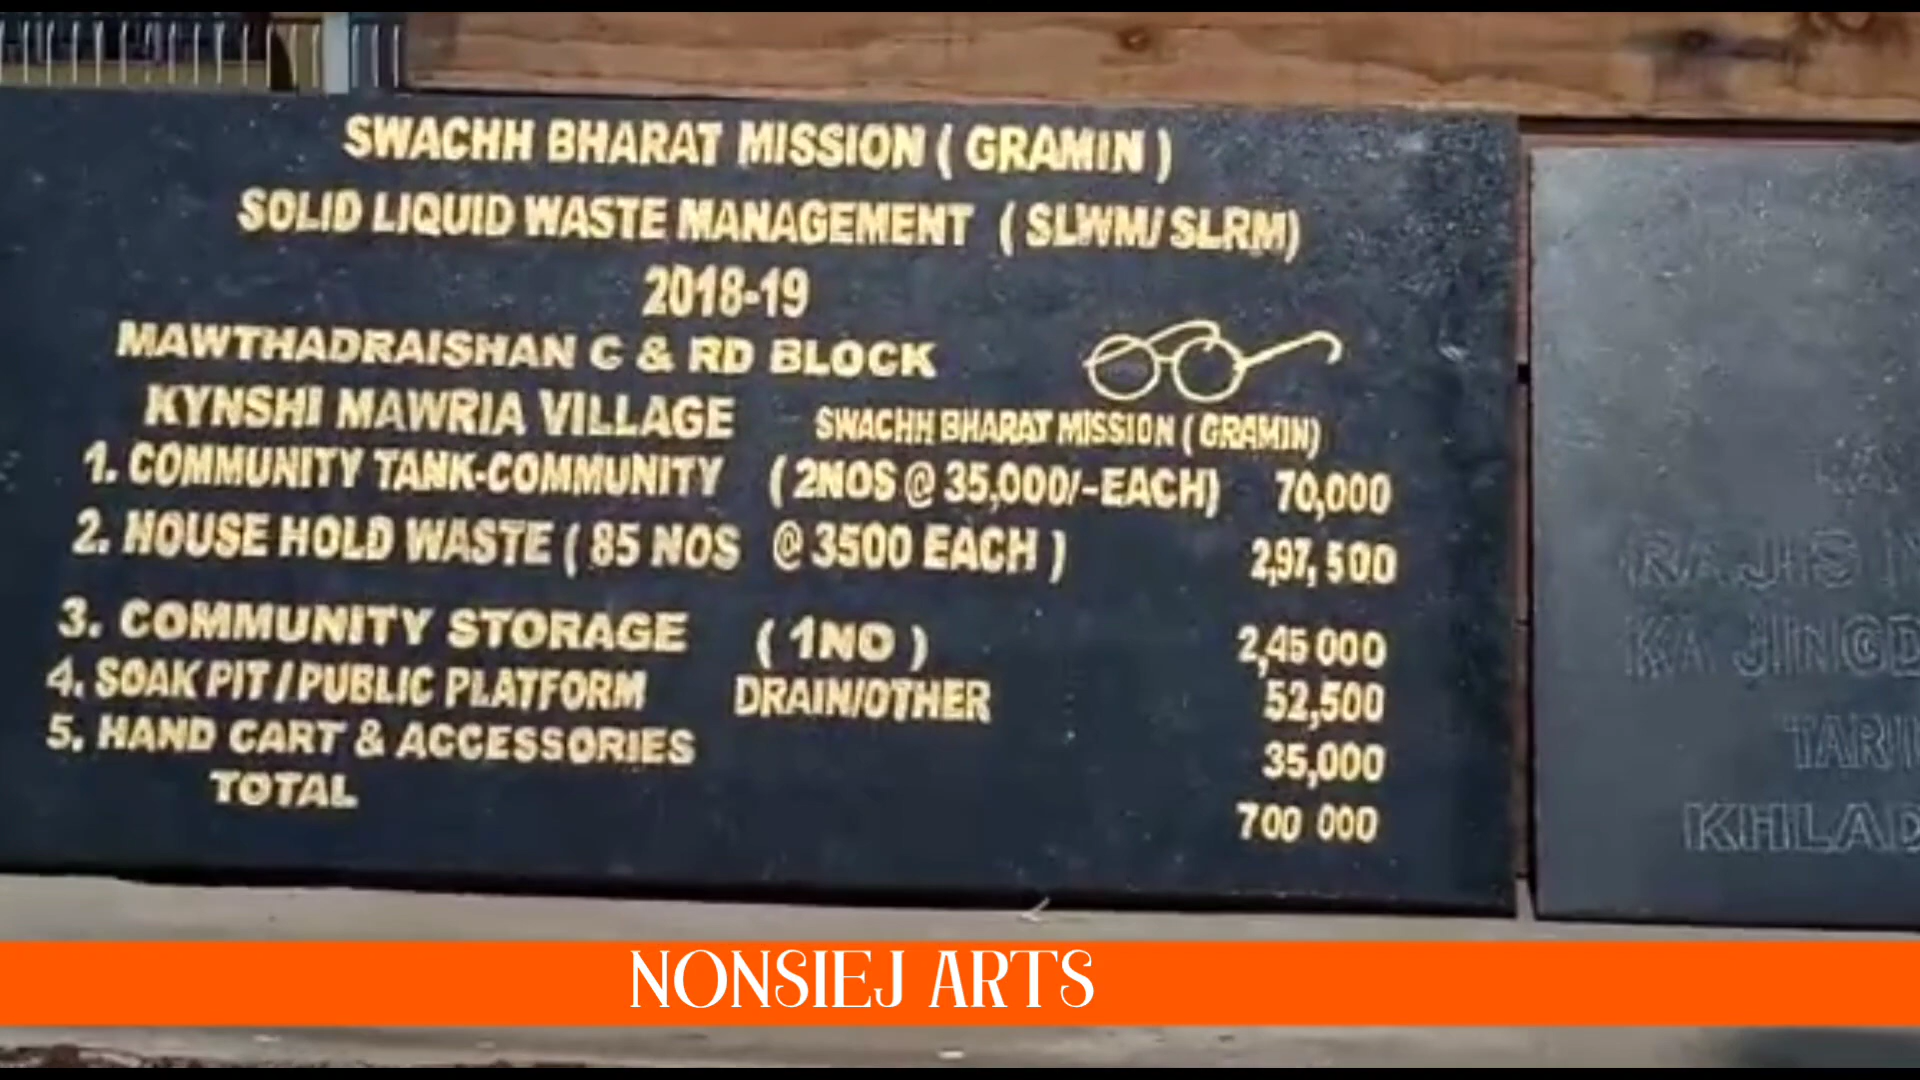 SWACHH BHARAT MISSION ( GRAMIN )
SOLID LIQUID WASTE MANAGEMENT ( SLWM/ SLRM)
2018-19
MAWTHADRAISHAN C & RD BLOCK
KYNSHI MAWRIA VILLAGE
SWACHH BHARAT MISSION ( GRAMIN)
1. COMMUNITY TANK-COMMUNITY ( 2NOS @ 35,000/-EACH) 70,000
2. HOUSE HOLD WASTE ( 85 NOS @ 3500 EACH ) 2,97,500
3. COMMUNITY STORAGE ( 1NO ) 2,45 000
4. SOAK PIT / PUBLIC PLATFORM DRAIN/OTHER 52,500
5. HAND CART & ACCESSORIES 35,000
TOTAL 700 000
KA JINGD
KHLAD
NONSIEJ ARTS